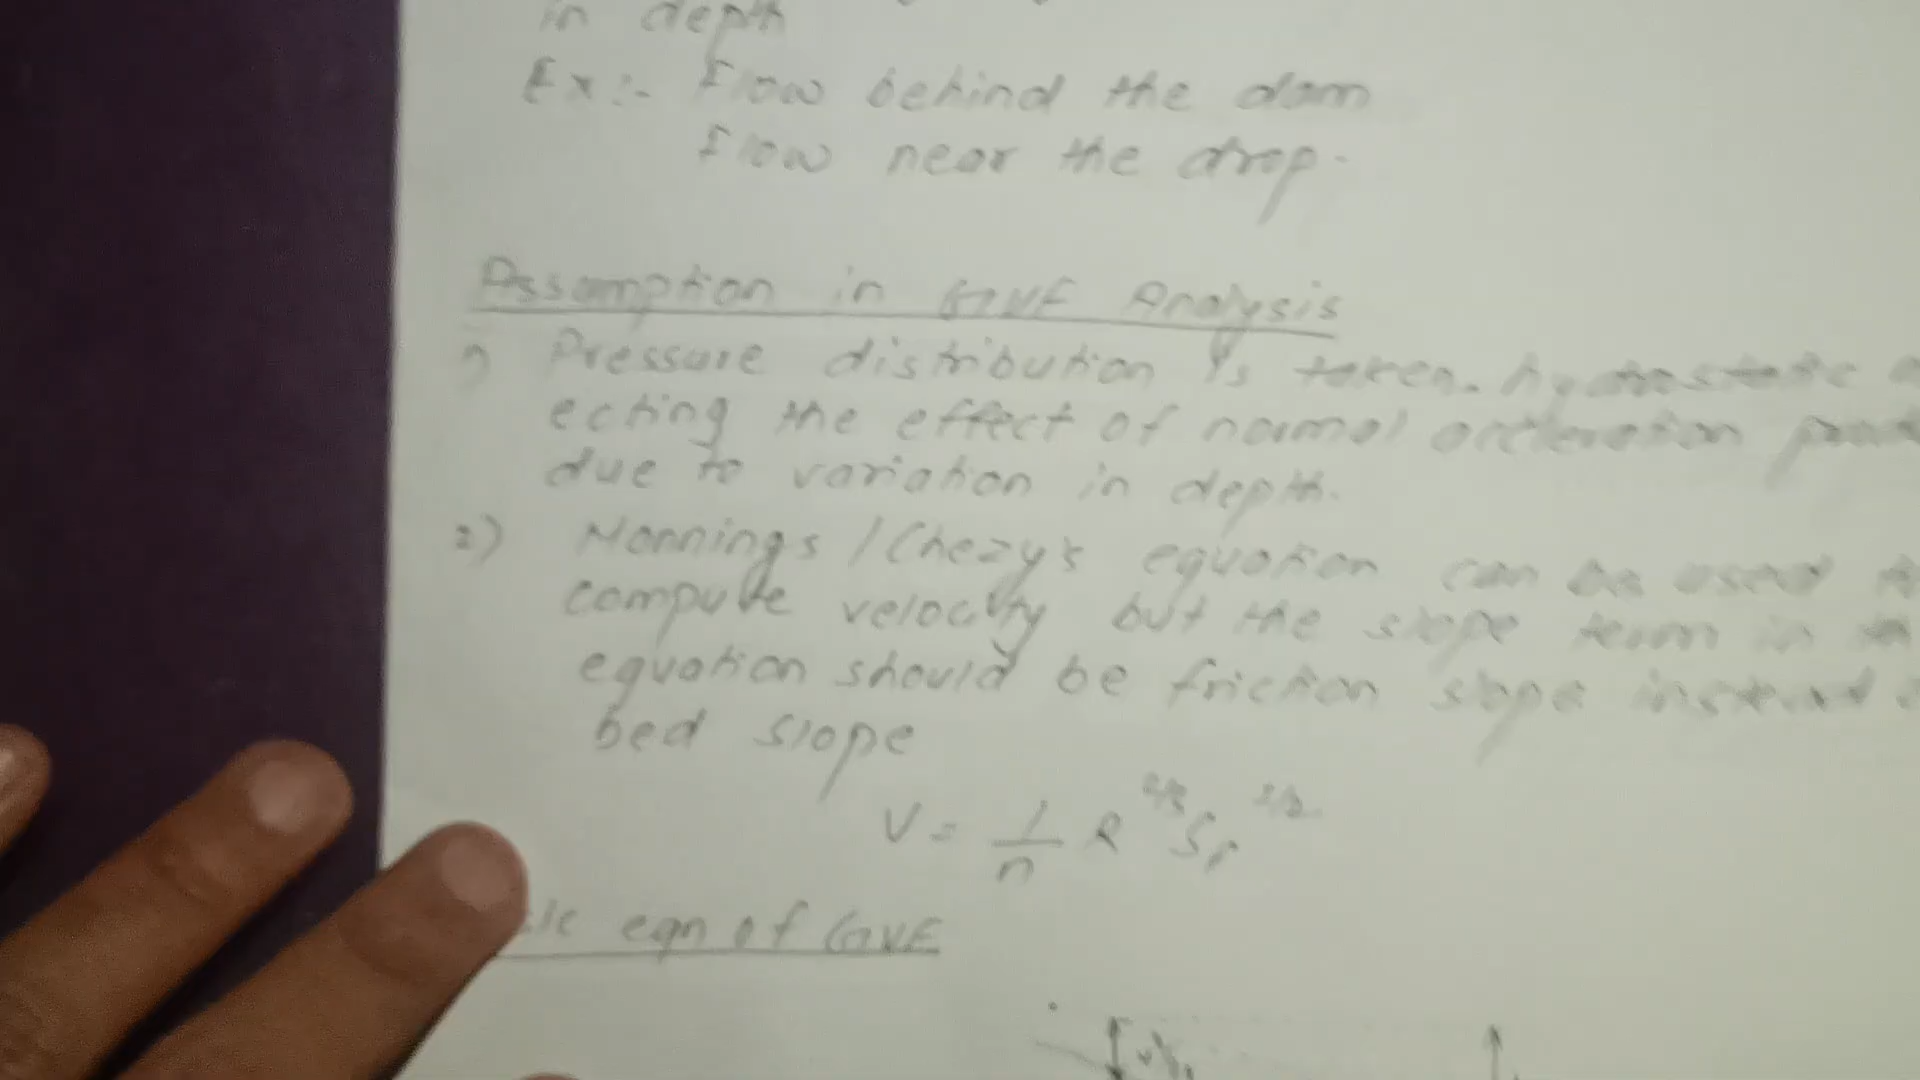 in depth
Ex:- Flow behind the dam
Flow near the drop.
Assumption in GVF Analysis
1) Pressure distribution is taken hydrostatic
ecting the effect of normal acceleration
due to variation in depth.
2) Mannings / Chezy's equation can be used to
compute velocity but the slope term in
equation should be friction slope instead
bed slope
V = 1/n R^2/3 Sf^1/2
eqn of GVF